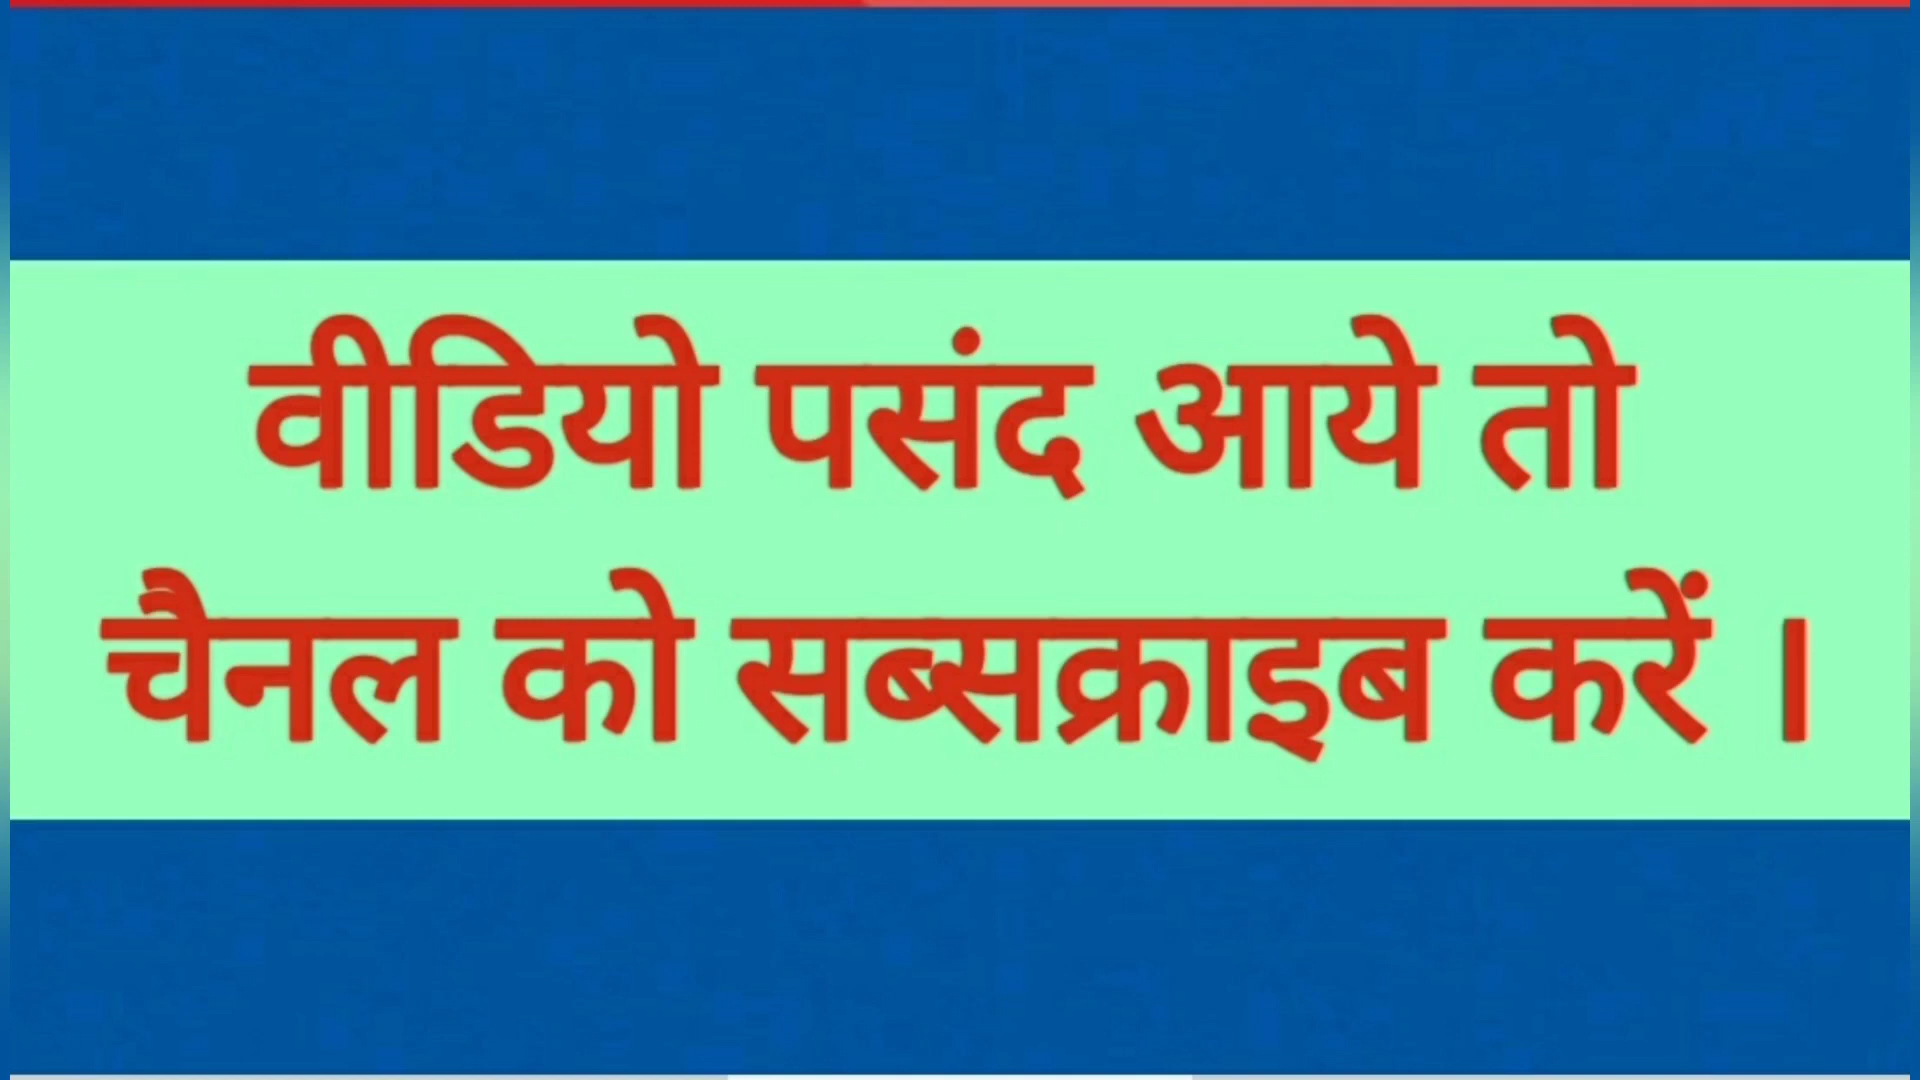 वीडियो पसंद आये तो
चैनल को सब्सक्राइब करें ।